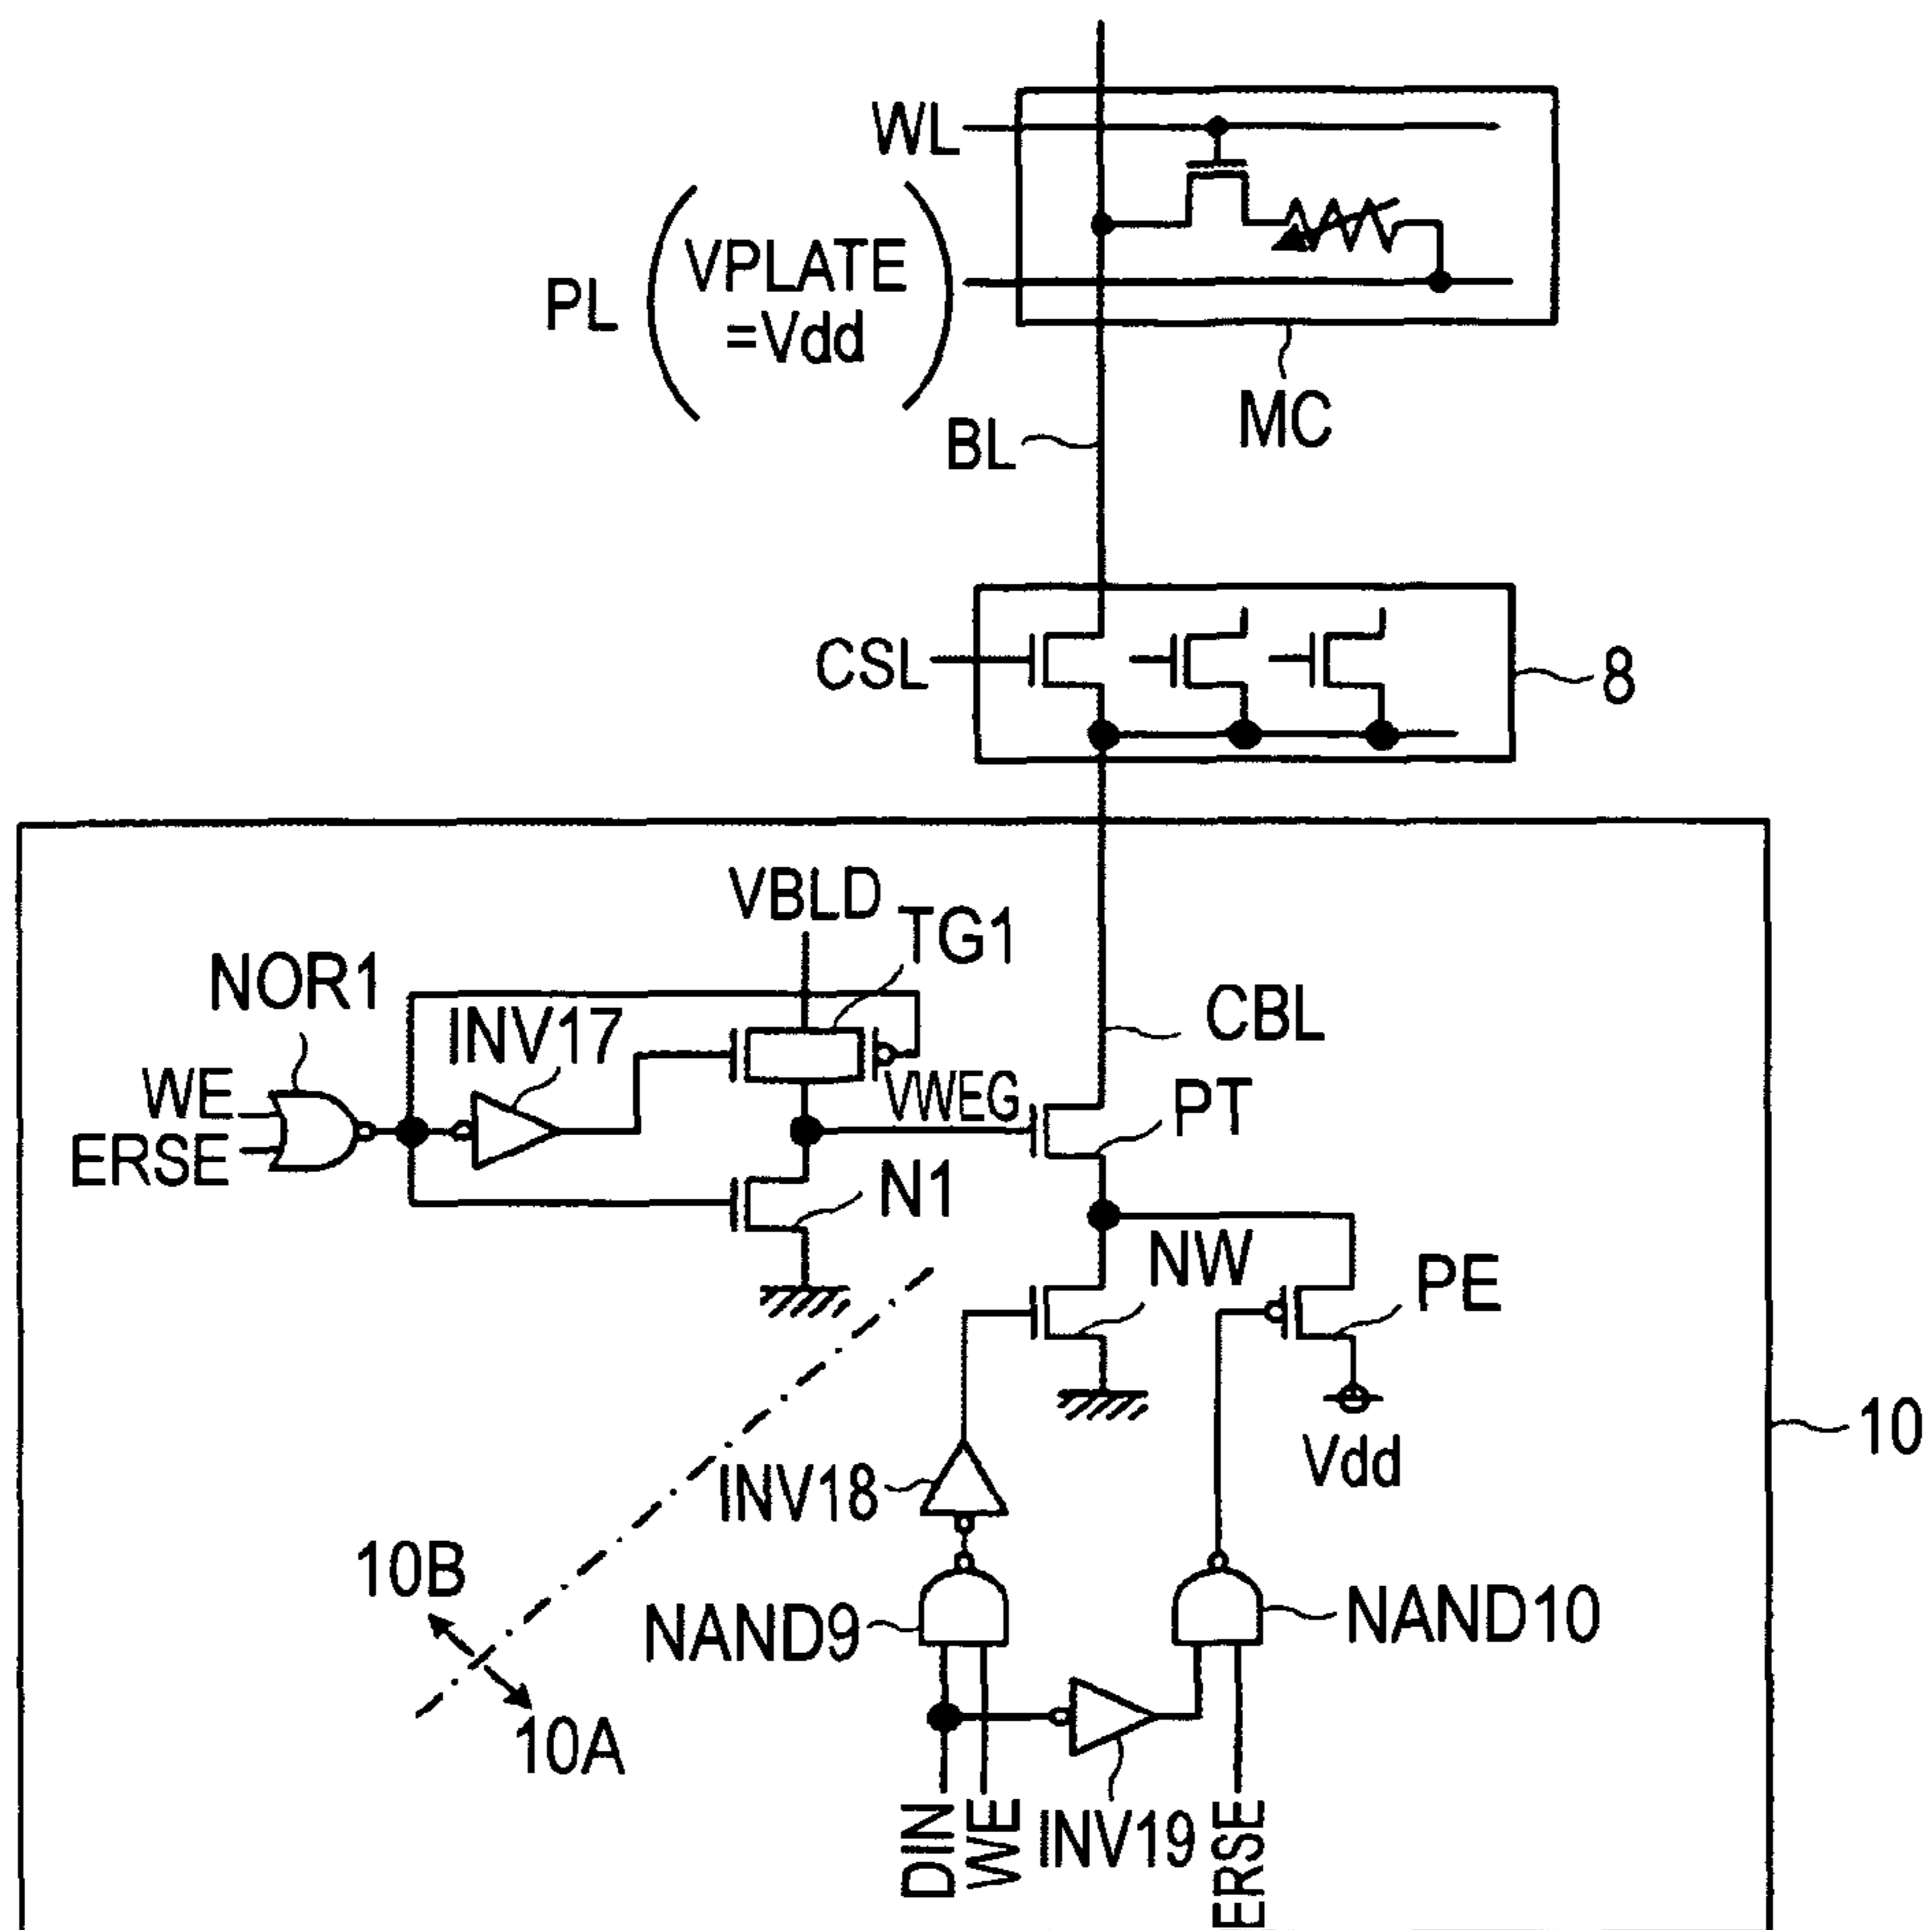 WL
PL
VPLATE
=Vdd
MC
BL
CSL
8
VBLD
TG1
NOR1
INV17
CBL
WE
VWEG
PT
ERSE
N1
NW
PE
10
Vdd
INV18
10B
NAND9
NAND10
10A
DIN
WE
INV19
ERSE